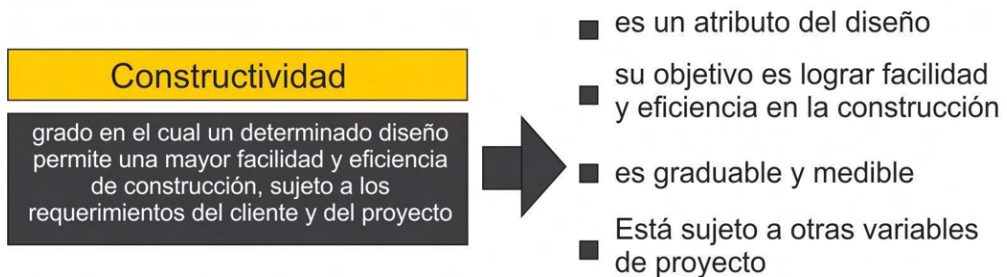 Constructividad
grado en el cual un determinado diseño
permite una mayor facilidad y eficiencia
de construcción, sujeto a los
requerimientos del cliente y del proyecto
es un atributo del diseño
su objetivo es lograr facilidad
y eficiencia en la construcción
es graduable y medible
Está sujeto a otras variables
de proyecto